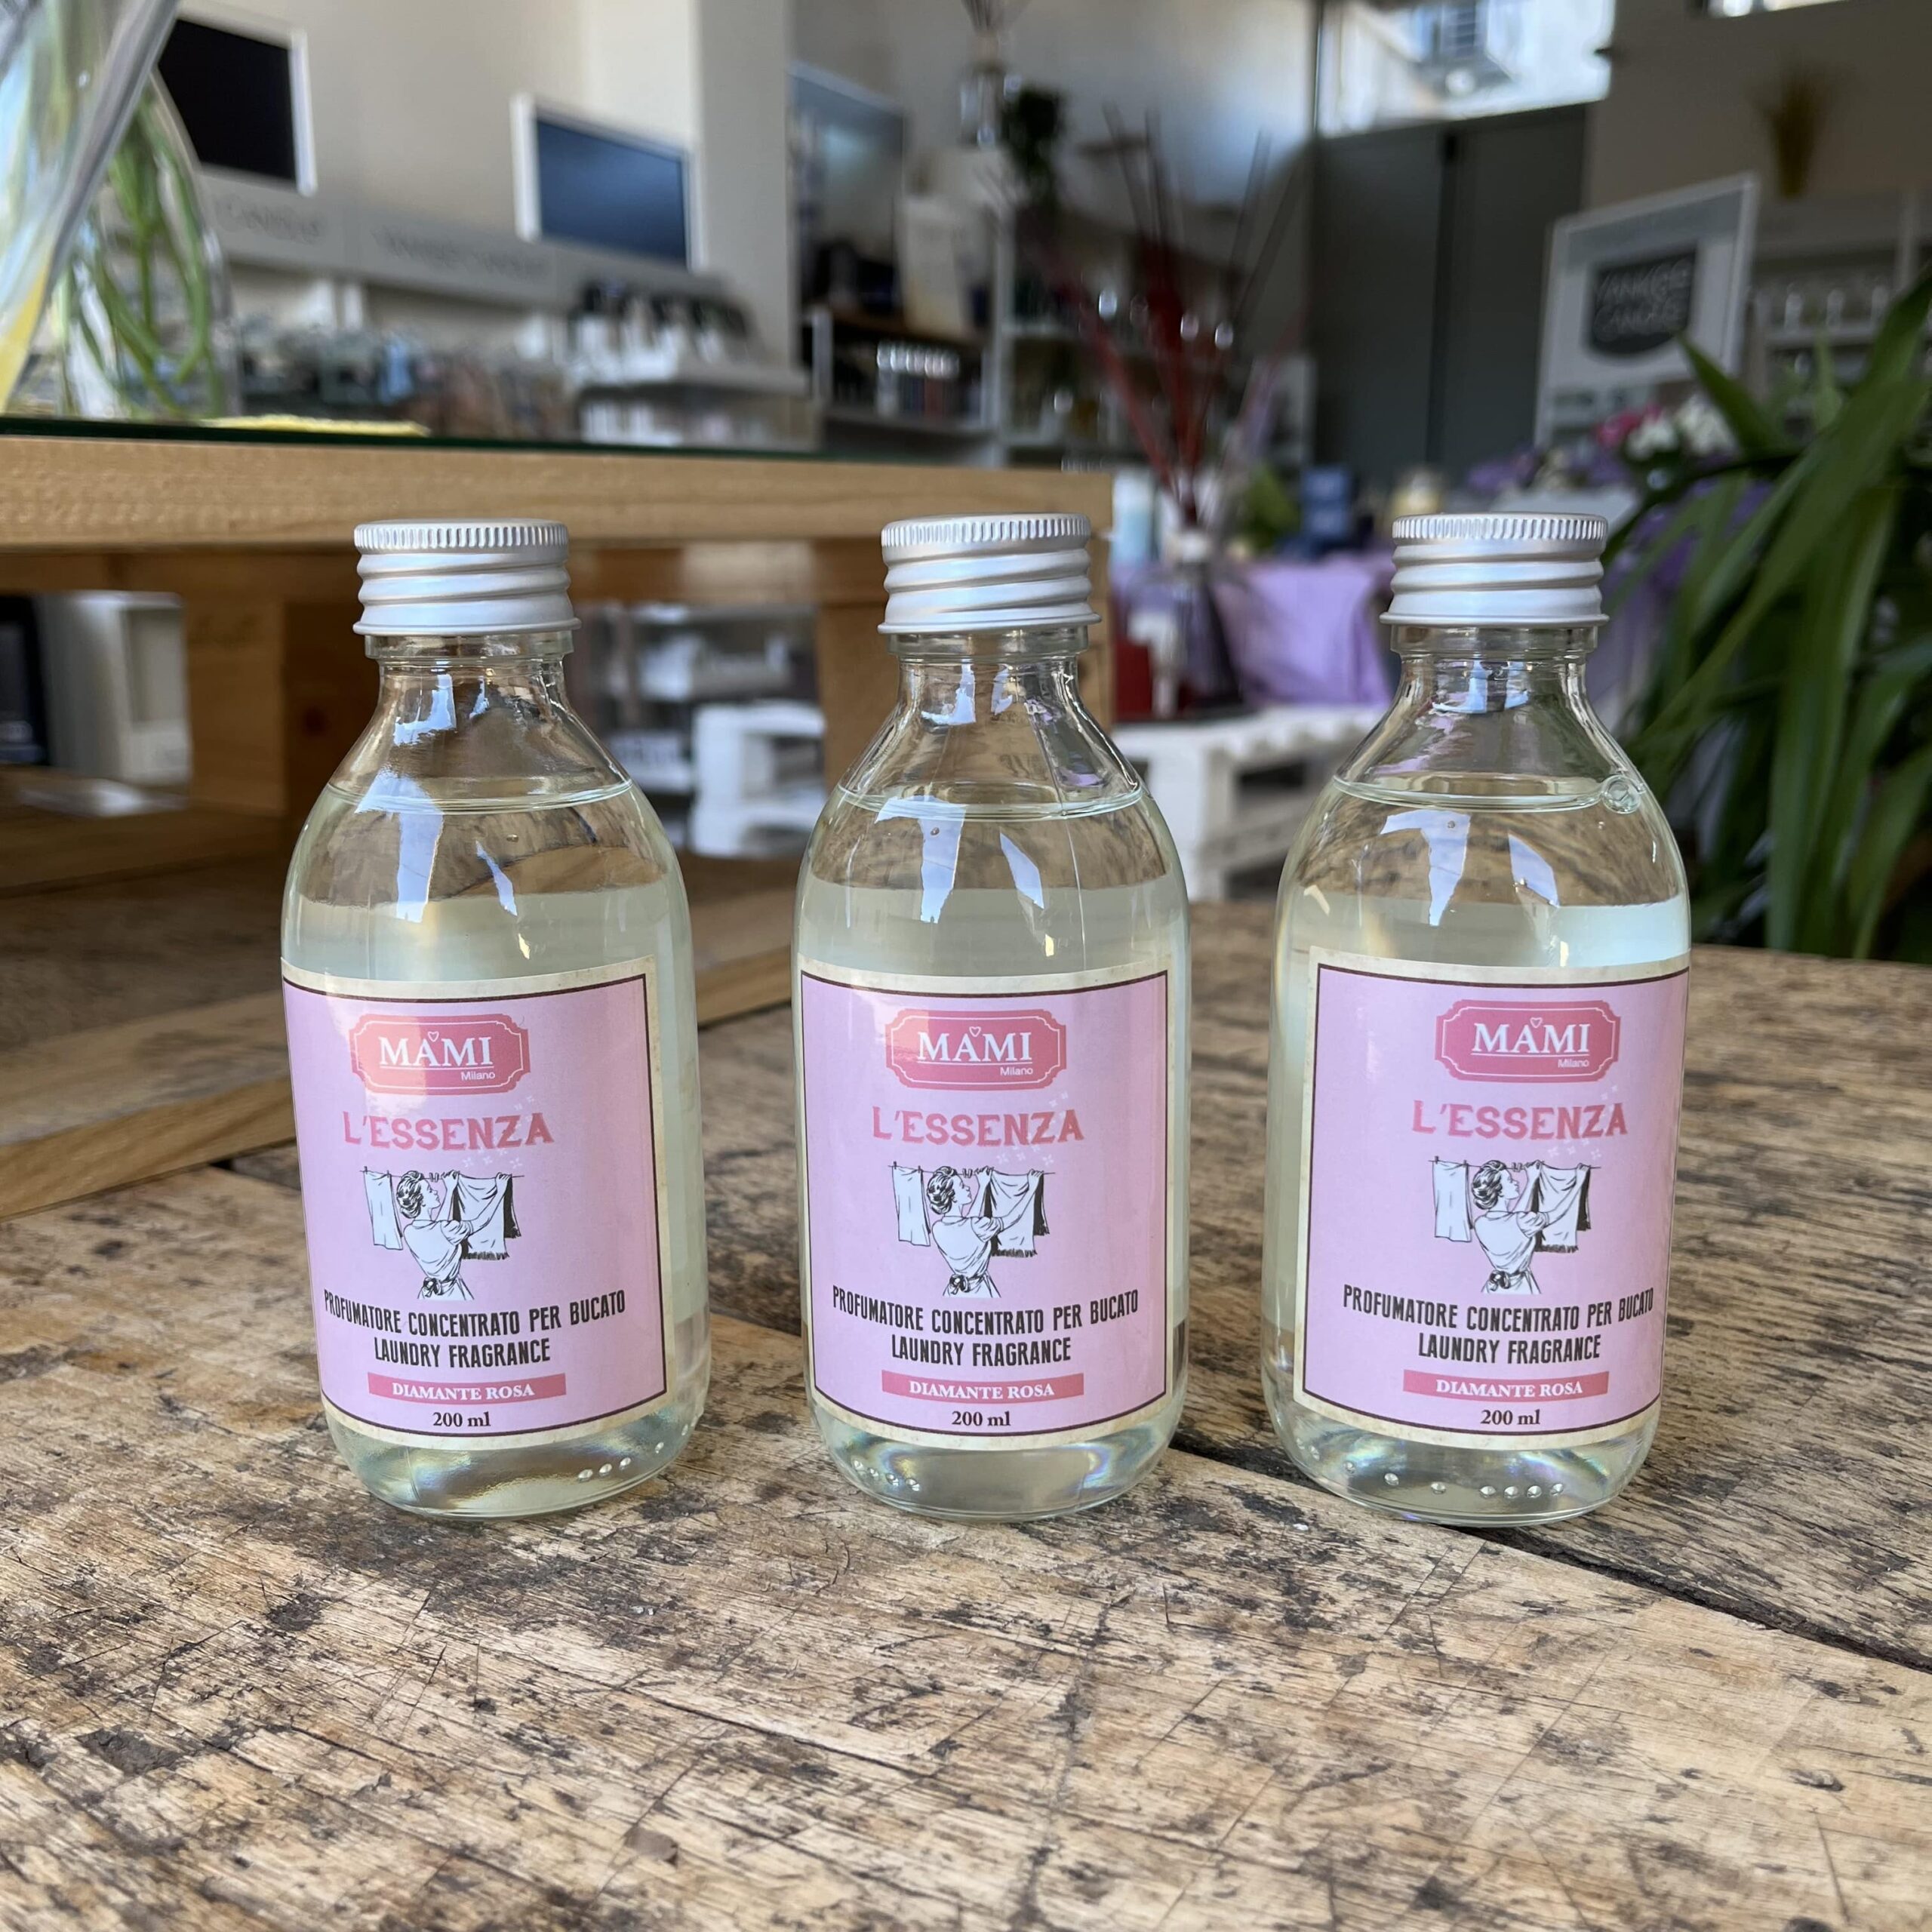 YANKEE
CANDLE
MAMI
Milano
L'ESSENZA
PROFUMATORE CONCENTRATO PER BUCATO
LAUNDRY FRAGRANCE
DIAMANTE ROSA
200 ml
MAMI
Milano
L'ESSENZA
PROFUMATORE CONCENTRATO PER BUCATO
LAUNDRY FRAGRANCE
DIAMANTE ROSA
200 ml
MAMI
Milano
L'ESSENZA
PROFUMATORE CONCENTRATO PER BUCATO
LAUNDRY FRAGRANCE
DIAMANTE ROSA
200 ml